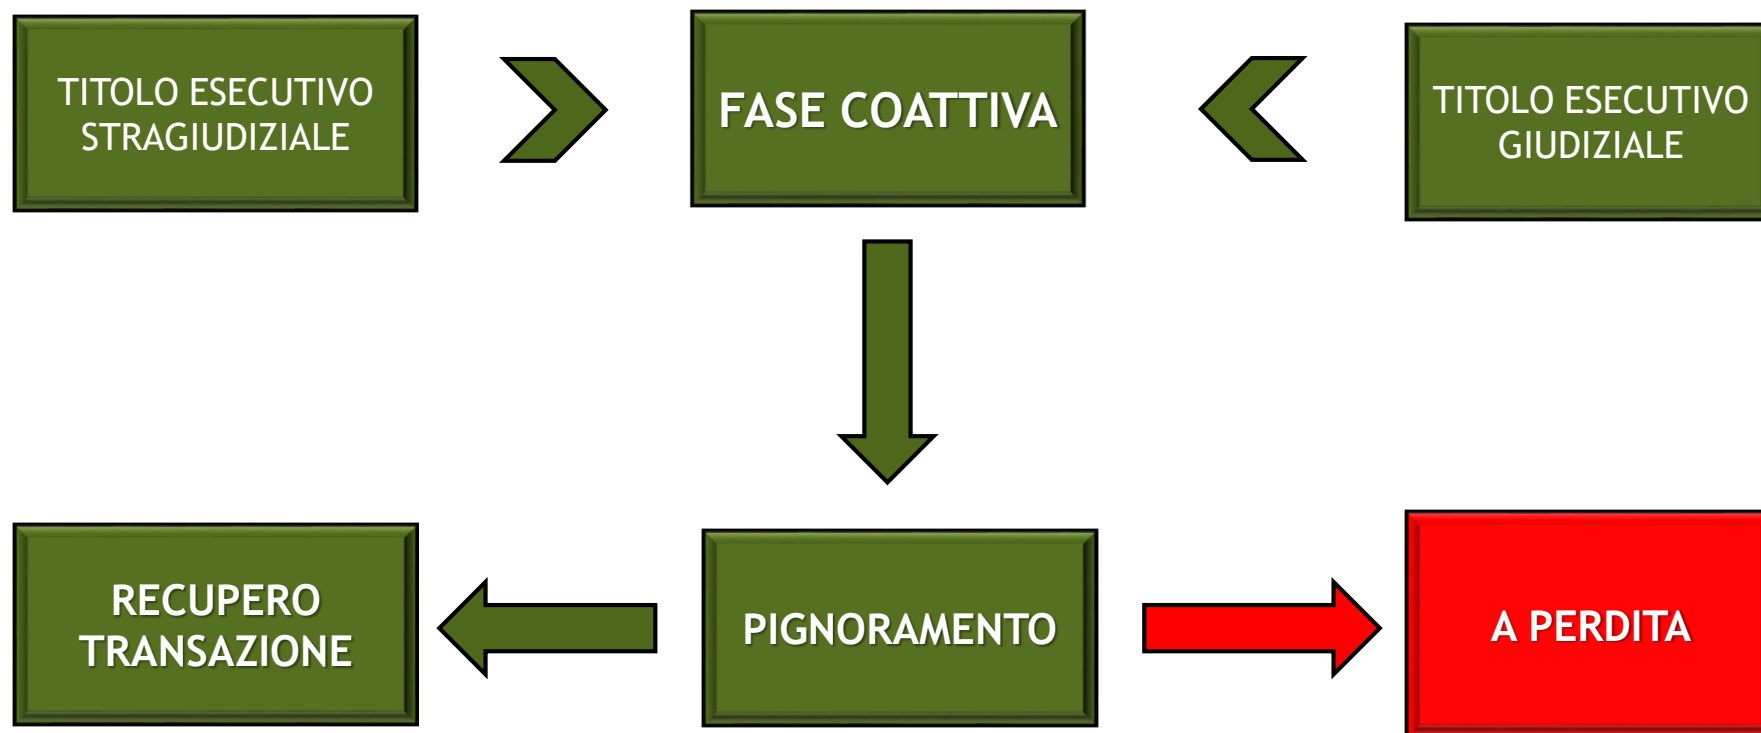 TITOLO ESECUTIVO
STRAGIUDIZIALE
FASE COATTIVA
TITOLO ESECUTIVO
GIUDIZIALE
RECUPERO
TRANSAZIONE
PIGNORAMENTO
A PERDITA